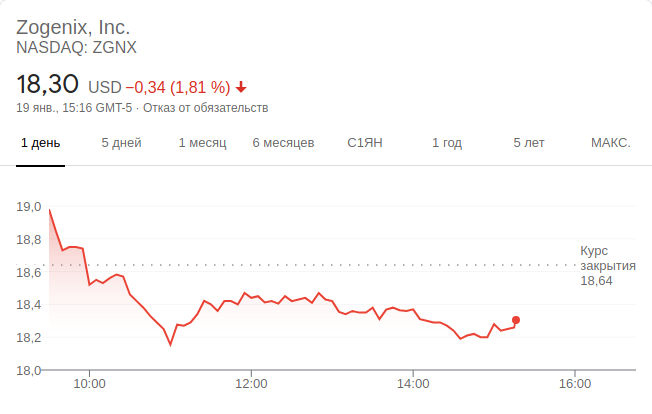 Zogenix, Inc.
NASDAQ: ZGNX
18,30 USD −0,34 (1,81 %)
19 янв., 15:16 GMT-5 · Отказ от обязательств
1 день 5 дней 1 месяц 6 месяцев С1ЯН 1 год 5 лет МАКС.
19,0
18,8
Курс
закрытия
18,64
18,6
18,4
18,2
18,0
10:00 12:00 14:00 16:00